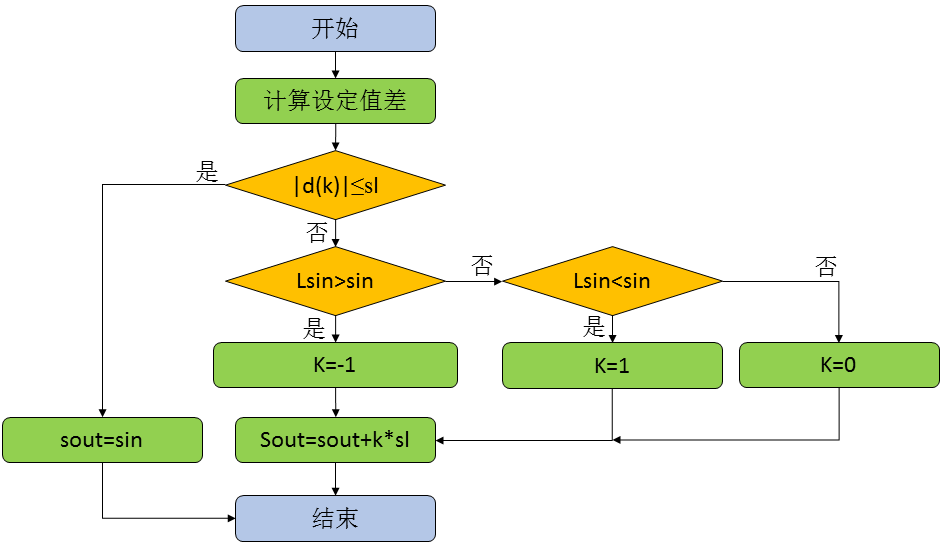 开始
计算设定值差
是
|d(k)|≤sl
否
Lsin>sin
否
Lsin<sin
否
是
是
K=-1
K=1
K=0
sout=sin
Sout=sout+k*sl
结束